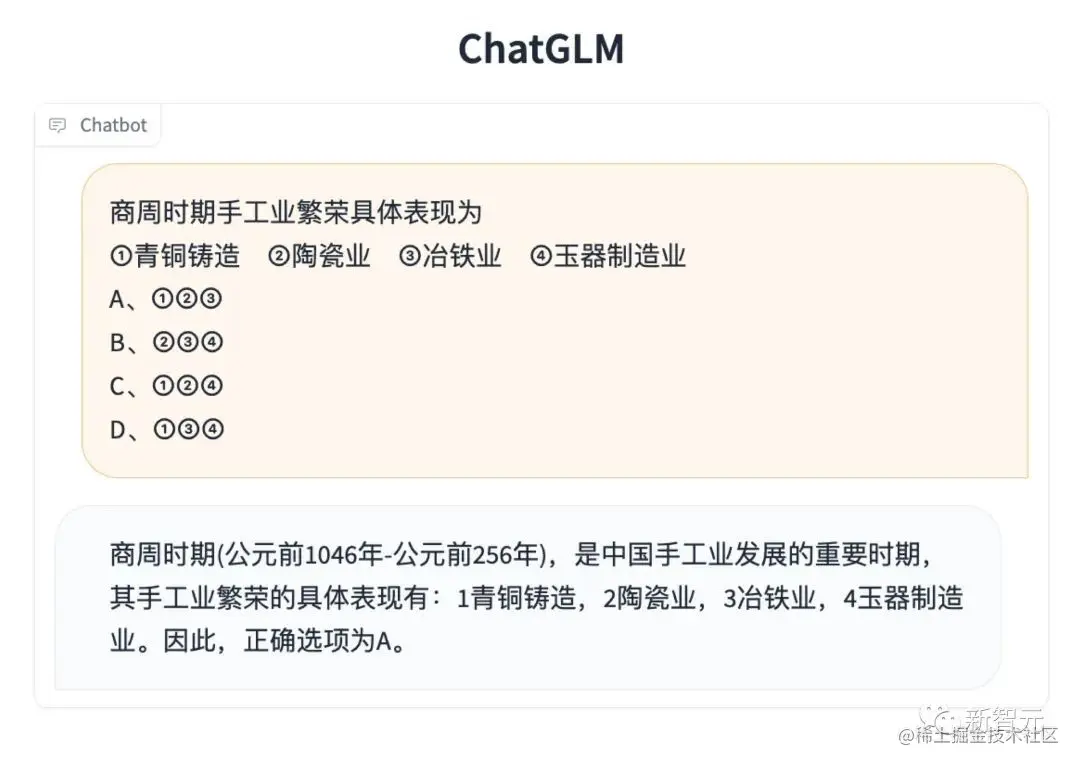 ChatGLM
Chatbot
商周时期手工业繁荣具体表现为
①青铜铸造 ②陶瓷业 ③冶铁业 ④玉器制造业
A、①②③
B、②③④
C、①②④
D、①③④
商周时期(公元前1046年-公元前256年)，是中国手工业发展的重要时期，
其手工业繁荣的具体表现有：1青铜铸造，2陶瓷业，3冶铁业，4玉器制造
业。因此，正确选项为A。
新智元
@稀土掘金技术社区